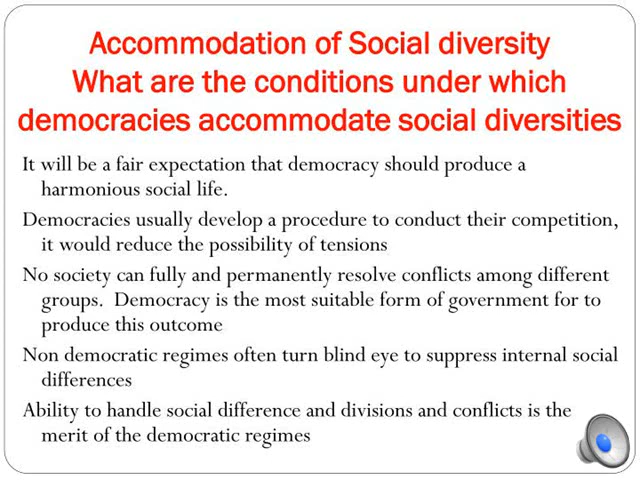 Accommodation of Social diversity
What are the conditions under which
democracies accommodate social diversities
It will be a fair expectation that democracy should produce a
harmonious social life.
Democracies usually develop a procedure to conduct their competition,
it would reduce the possibility of tensions
No society can fully and permanently resolve conflicts among different
groups. Democracy is the most suitable form of government for to
produce this outcome
Non democratic regimes often turn blind eye to suppress internal social
differences
Ability to handle social difference and divisions and conflicts is the
merit of the democratic regimes